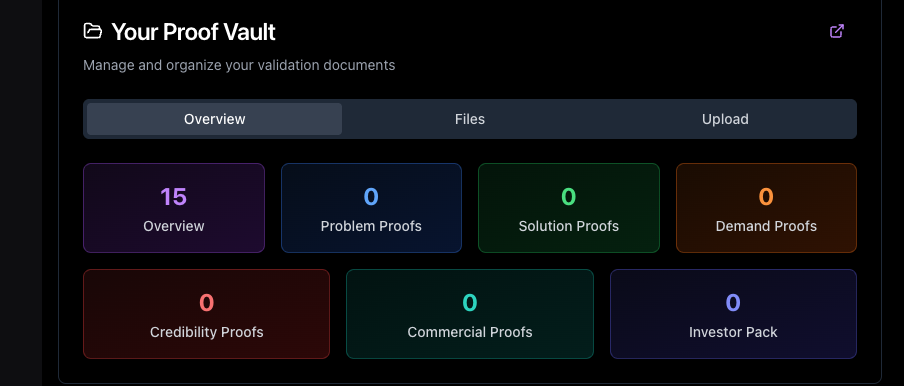 Your Proof Vault
Manage and organize your validation documents
Overview Files Upload
15 0 0 0
Overview Problem Proofs Solution Proofs Demand Proofs
0 0 0
Credibility Proofs Commercial Proofs Investor Pack